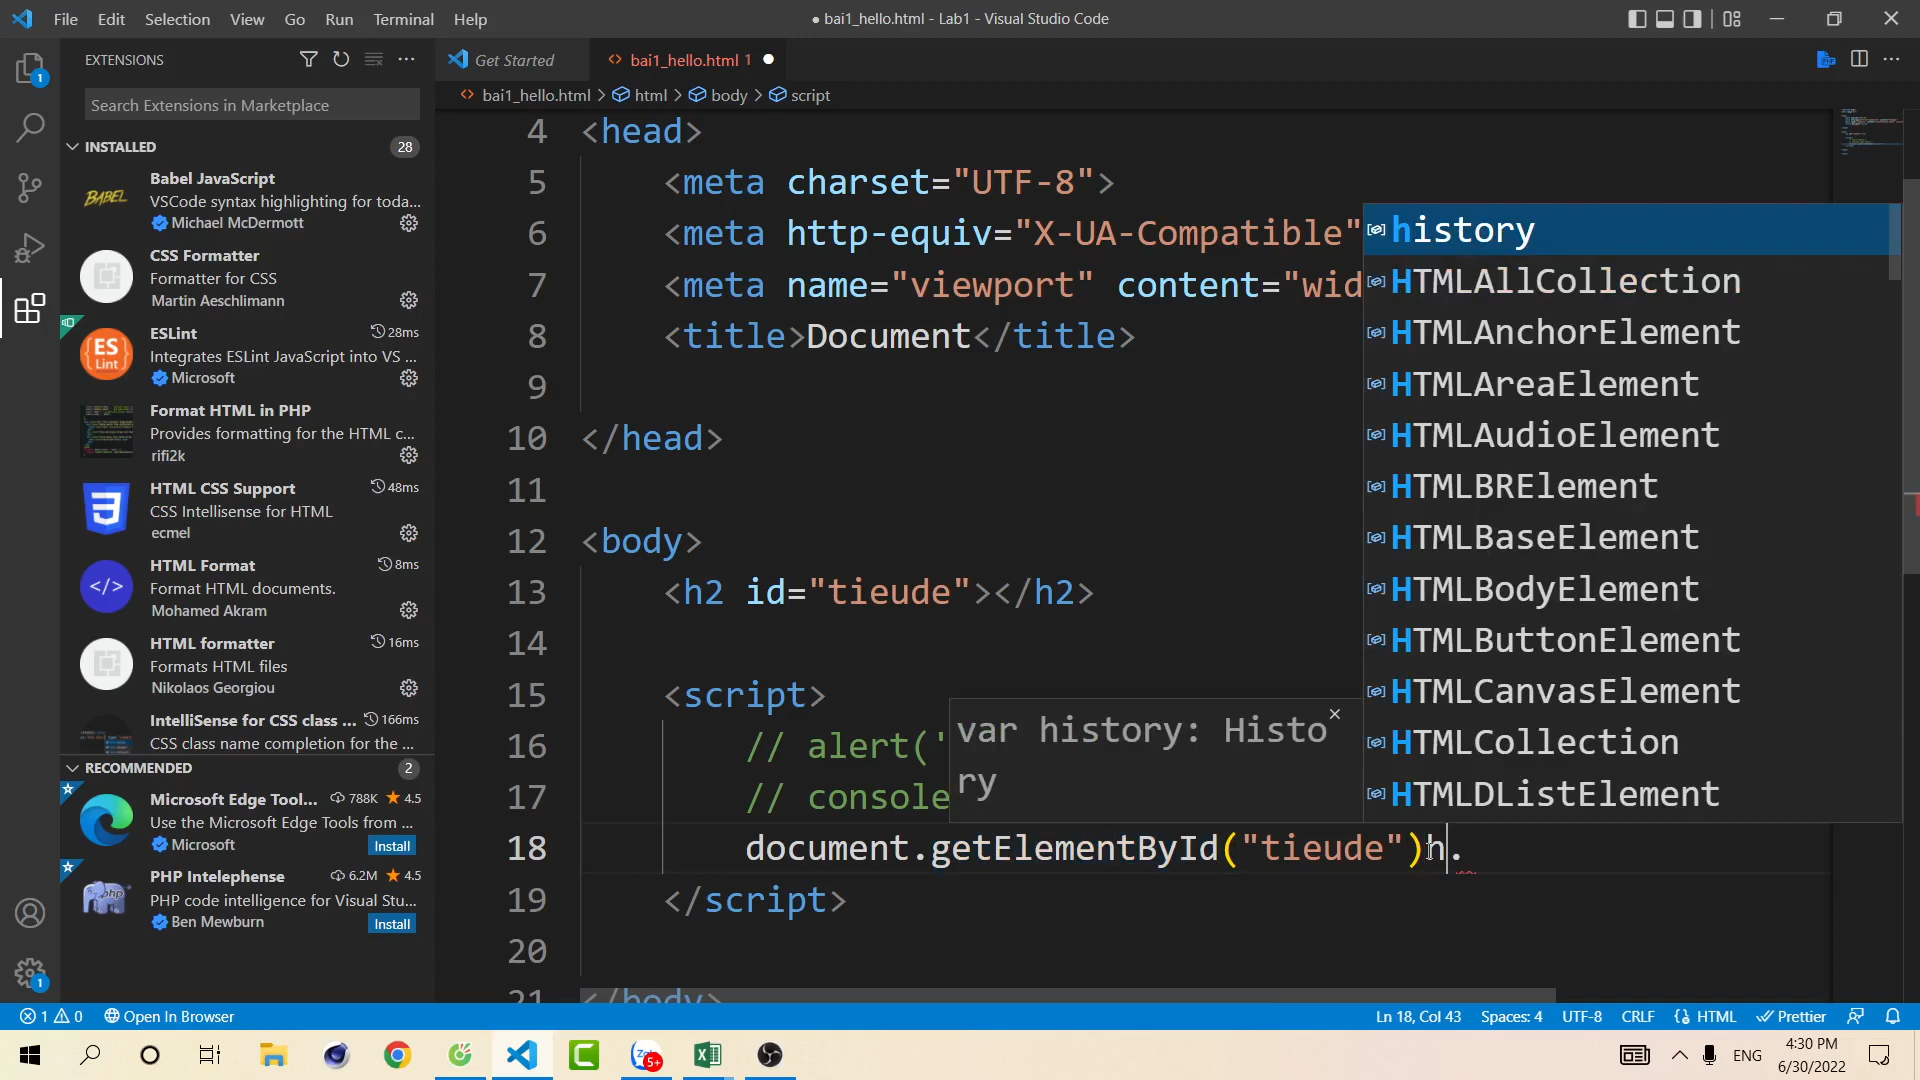 File Edit Selection View Go Run Terminal Help
● bai1_hello.html - Lab1 - Visual Studio Code
EXTENSIONS
Search Extensions in Marketplace
INSTALLED 28
Babel JavaScript
VSCode syntax highlighting for toda...
Michael McDermott
CSS Formatter
Formatter for CSS
Martin Aeschlimann
ESLint 28ms
Integrates ESLint JavaScript into VS ...
Microsoft
Format HTML in PHP
Provides formatting for the HTML c...
rifi2k
HTML CSS Support 48ms
CSS Intellisense for HTML
ecmel
HTML Format 8ms
Format HTML documents.
Mohamed Akram
HTML formatter 16ms
Formats HTML files
Nikolaos Georgiou
IntelliSense for CSS class ... 166ms
CSS class name completion for the ...
RECOMMENDED 2
Microsoft Edge Tool... 788K ★ 4.5
Use the Microsoft Edge Tools from ...
Microsoft Install
PHP Intelephense 6.2M ★ 4.5
PHP code intelligence for Visual Stu...
Ben Mewburn Install
BABEL
ES
Lint
php
1
1
Get Started bai1_hello.html 1 ●
bai1_hello.html > html > body > script
4 <head>
5 <meta charset="UTF-8">
6 <meta http-equiv="X-UA-Compatible"
7 <meta name="viewport" content="wid
8 <title>Document</title>
9
10 </head>
11
12 <body>
13 <h2 id="tieude"></h2>
14
15 <script>
16 // alert('
17 // console
18 document.getElementById("tieude")h.
19 </script>
20
21 </body>
history
HTMLAllCollection
HTMLAnchorElement
HTMLAreaElement
HTMLAudioElement
HTMLBRElement
HTMLBaseElement
HTMLBodyElement
HTMLButtonElement
HTMLCanvasElement
HTMLCollection
HTMLDListElement
var history: Histo
ry
1 0 Open In Browser
Ln 18, Col 43 Spaces: 4 UTF-8 CRLF HTML Prettier
5+
ENG
4:30 PM
6/30/2022